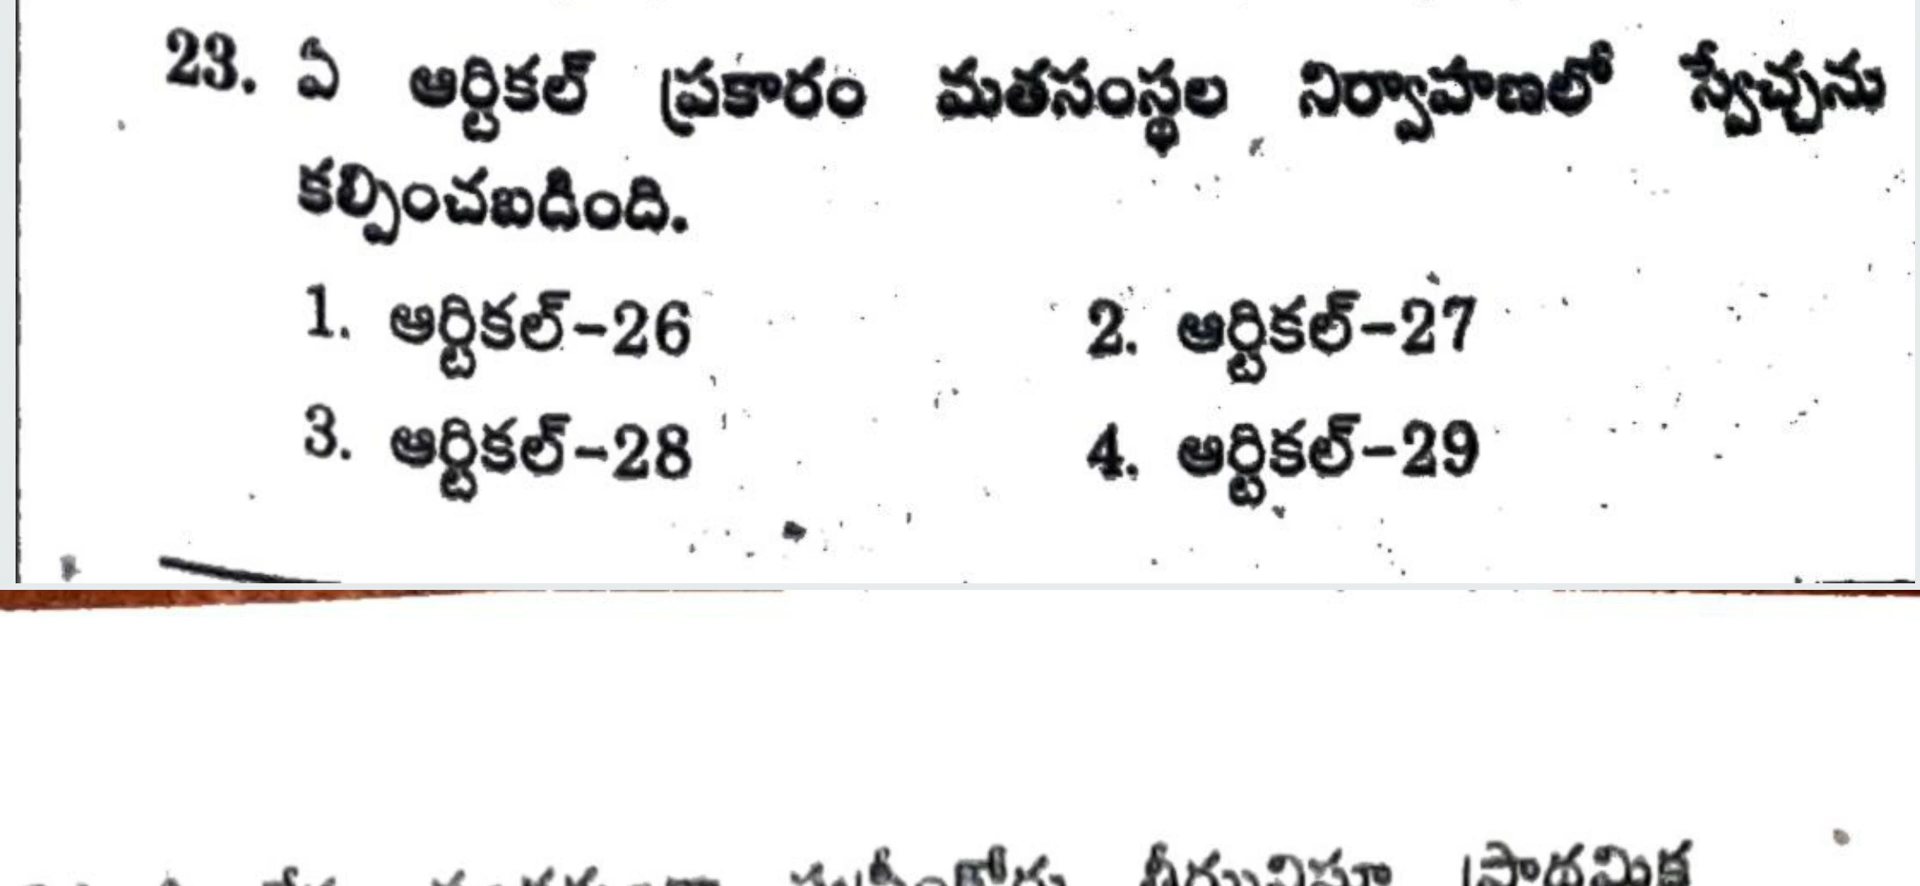 23. ఏ ఆర్టికల్ ప్రకారం మతసంస్థల నిర్వాహణలో స్వేచ్ఛను
కల్పించబడింది.
1. ఆర్టికల్-26 2. ఆర్టికల్-27
3. ఆర్టికల్-28 4. ఆర్టికల్-29
ప్రాథమిక